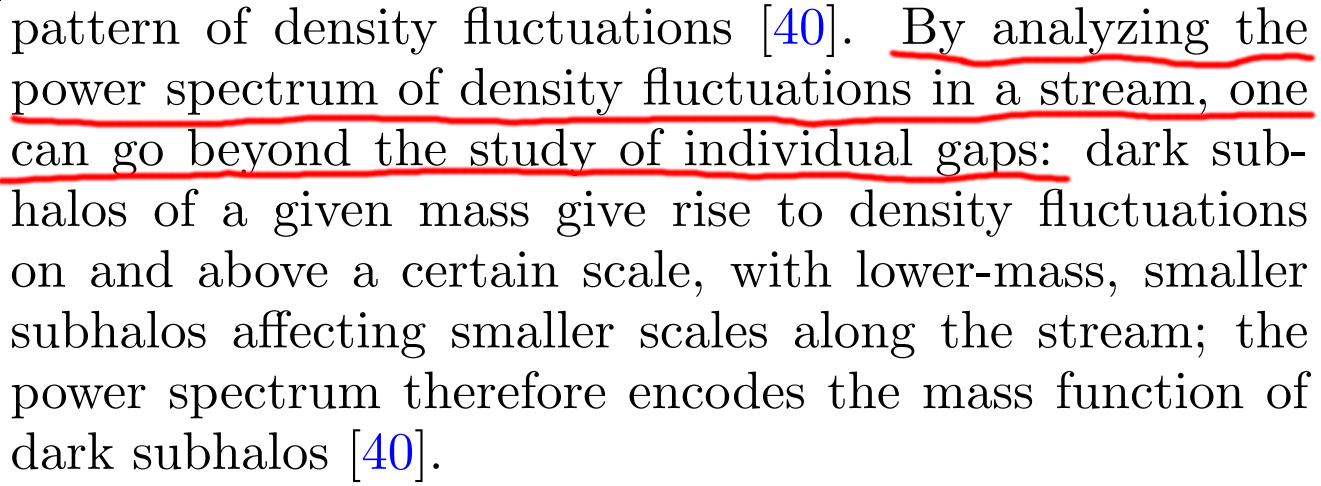 pattern of density fluctuations [40]. By analyzing the
power spectrum of density fluctuations in a stream, one
can go beyond the study of individual gaps: dark sub-
halos of a given mass give rise to density fluctuations
on and above a certain scale, with lower-mass, smaller
subhalos affecting smaller scales along the stream; the
power spectrum therefore encodes the mass function of
dark subhalos [40].